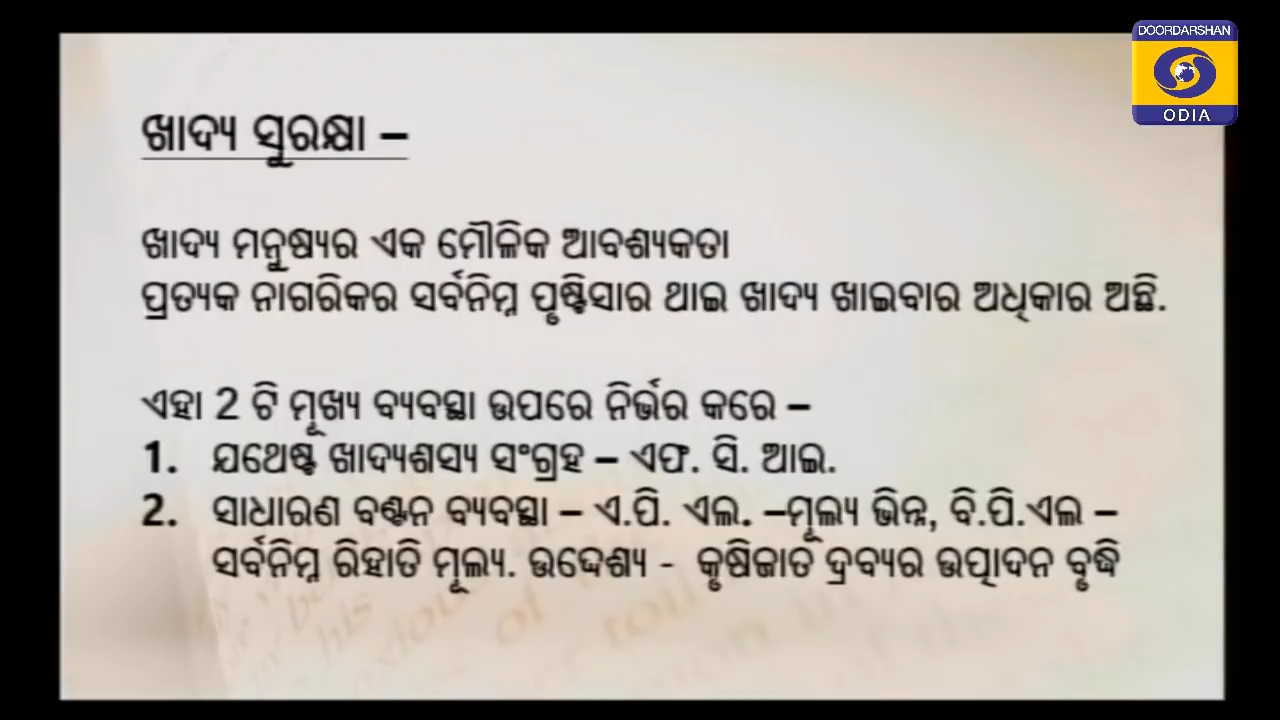 DOORDARSHAN
ODIA
ଖାଦ୍ୟ ସୁରକ୍ଷା –
ଖାଦ୍ୟ ମନୁଷ୍ୟର ଏକ ମୌଳିକ ଆବଶ୍ୟକତା
ପ୍ରତ୍ୟକ ନାଗରିକର ସର୍ବନିମ୍ନ ପୃଷ୍ଟିସାର ଥାଇ ଖାଦ୍ୟ ଖାଇବାର ଅଧିକାର ଅଛି.
ଏହା 2 ଟି ମୂଖ୍ୟ ବ୍ୟବସ୍ଥା ଉପରେ ନିର୍ଭର କରେ –
1. ଯଥେଷ୍ଟ ଖାଦ୍ୟଶସ୍ୟ ସଂଗ୍ରହ – ଏଫ. ସି. ଆଇ.
2. ସାଧାରଣ ବଣ୍ଟନ ବ୍ୟବସ୍ଥା – ଏ.ପି. ଏଲ. –ମୂଲ୍ୟ ଭିନ୍ନ, ବି.ପି.ଏଲ –
ସର୍ବନିମ୍ନ ରିହାତି ମୂଲ୍ୟ. ଉଦ୍ଦେଶ୍ୟ - କୃଷିଜାତ ଦ୍ରବ୍ୟର ଉତ୍ପାଦନ ବୃଦ୍ଧି